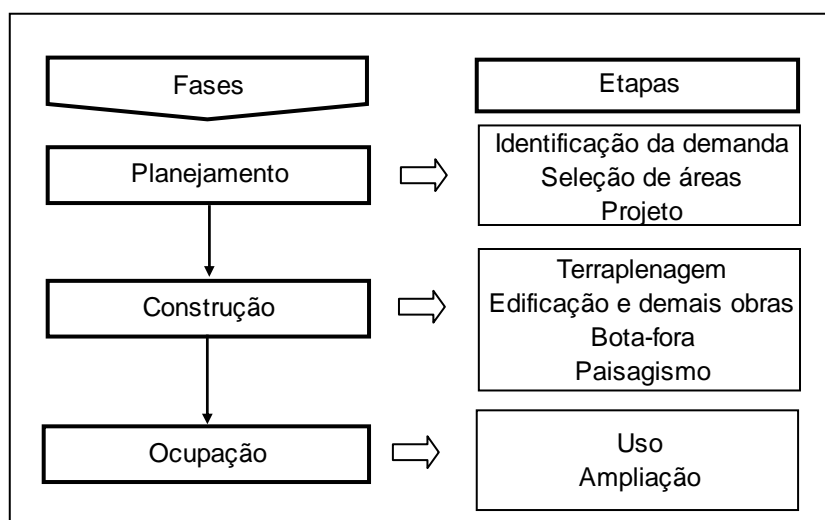 Fases
Etapas
Planejamento
Identificação da demanda
Seleção de áreas
Projeto
Construção
Terraplenagem
Edificação e demais obras
Bota-fora
Paisagismo
Ocupação
Uso
Ampliação